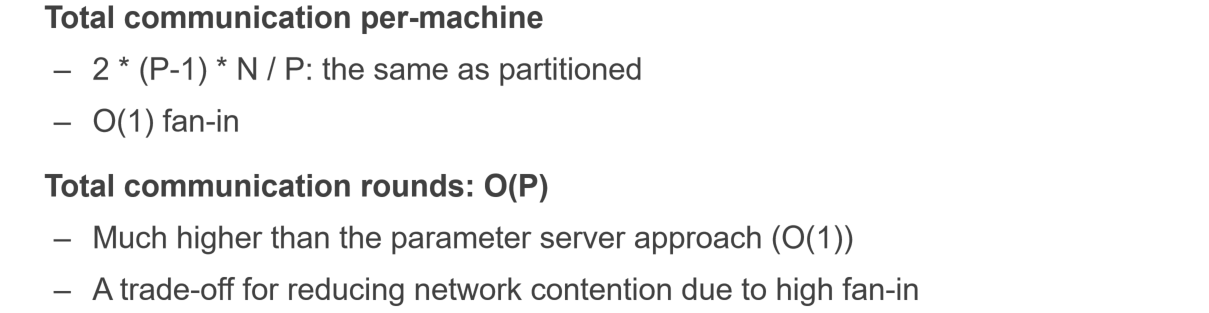 Total communication per-machine
– 2 * (P-1) * N / P: the same as partitioned
– O(1) fan-in
Total communication rounds: O(P)
– Much higher than the parameter server approach (O(1))
– A trade-off for reducing network contention due to high fan-in